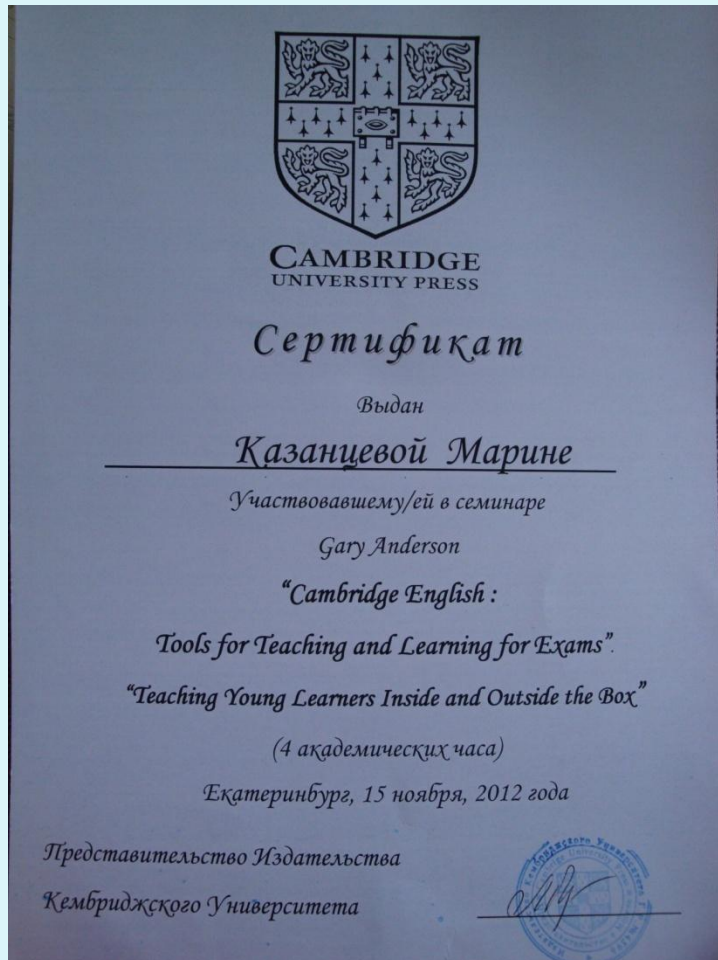 CAMBRIDGE
UNIVERSITY PRESS
Сертификат
Выдан
Казанцевой Марине
Участвовавшему/ей в семинаре
Gary Anderson
“Cambridge English :
Tools for Teaching and Learning for Exams”.
“Teaching Young Learners Inside and Outside the Box”
(4 академических часа)
Екатеринбург, 15 ноября, 2012 года
Представительство Издательства
Кембриджского Университета